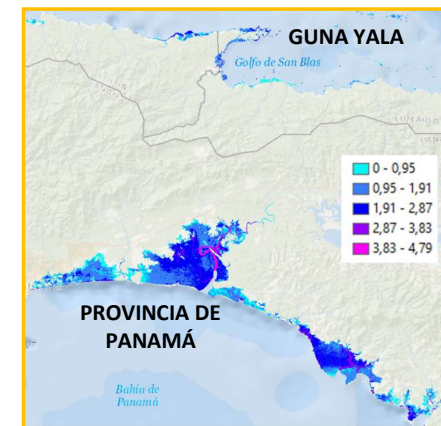 GUNA YALA
Golfo de San Blas
0 - 0,95
0,95 - 1,91
1,91 - 2,87
2,87 - 3,83
3,83 - 4,79
PROVINCIA DE
PANAMÁ
Bahia de
Panamá